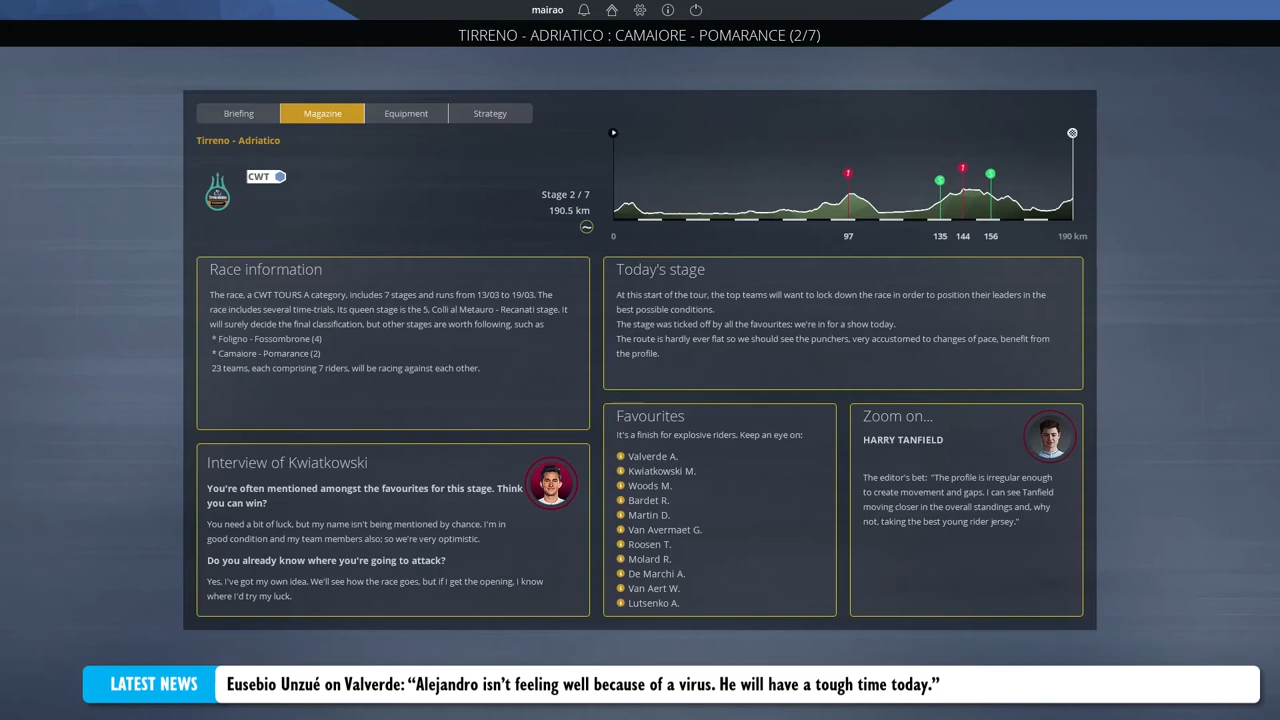 mairao
TIRRENO - ADRIATICO : CAMAIORE - POMARANCE (2/7)
Briefing
Magazine
Equipment
Strategy
Tirreno - Adriatico
CWT
Stage 2 / 7
190.5 km
1
S
1
S
0
97
135
144
156
190 km
Race information
The race, a CWT TOURS A category, includes 7 stages and runs from 13/03 to 19/03. The
race includes several time-trials. Its queen stage is the 5, Colli al Metauro - Recanati stage. It
will surely decide the final classification, but other stages are worth following, such as
* Foligno - Fossombrone (4)
* Camaiore - Pomarance (2)
23 teams, each comprising 7 riders, will be racing against each other.
Today's stage
At this start of the tour, the top teams will want to lock down the race in order to position their leaders in the
best possible conditions.
The stage was ticked off by all the favourites: we're in for a show today.
The route is hardly ever flat so we should see the punchers, very accustomed to changes of pace, benefit from
the profile.
Interview of Kwiatkowski
You're often mentioned amongst the favourites for this stage. Think
you can win?
You need a bit of luck, but my name isn't being mentioned by chance. I'm in
good condition and my team members also; so we're very optimistic.
Do you already know where you're going to attack?
Yes, I've got my own idea. We'll see how the race goes, but if I get the opening, I know
where I'd try my luck.
Favourites
It's a finish for explosive riders. Keep an eye on:
Valverde A.
Kwiatkowski M.
Woods M.
Bardet R.
Martin D.
Van Avermaet G.
Roosen T.
Molard R.
De Marchi A.
Van Aert W.
Lutsenko A.
Zoom on...
HARRY TANFIELD
The editor's bet: "The profile is irregular enough
to create movement and gaps. I can see Tanfield
moving closer in the overall standings and, why
not, taking the best young rider jersey."
LATEST NEWS
Eusebio Unzué on Valverde: “Alejandro isn’t feeling well because of a virus. He will have a tough time today.”